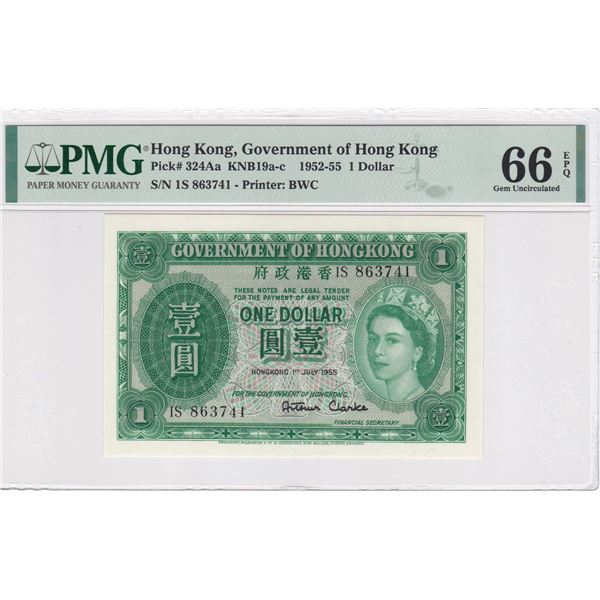 PMG®
PAPER MONEY GUARANTY
Hong Kong, Government of Hong Kong
Pick# 324Aa KNB19a-c 1952-55 1 Dollar
S/N 1S 863741 - Printer: BWC
66 EPQ
Gem Uncirculated
壹 GOVERNMENT OF HONGKONG 1
府政港香 1S 863741
THESE NOTES ARE LEGAL TENDER
FOR THE PAYMENT OF ANY AMOUNT
壹圓
ONE DOLLAR
圓壹
HONGKONG 1ST JULY 1955
FOR THE GOVERNMENT OF HONGKONG.
1 1S 863741 Arthur Clarke 壹
FINANCIAL SECRETARY.